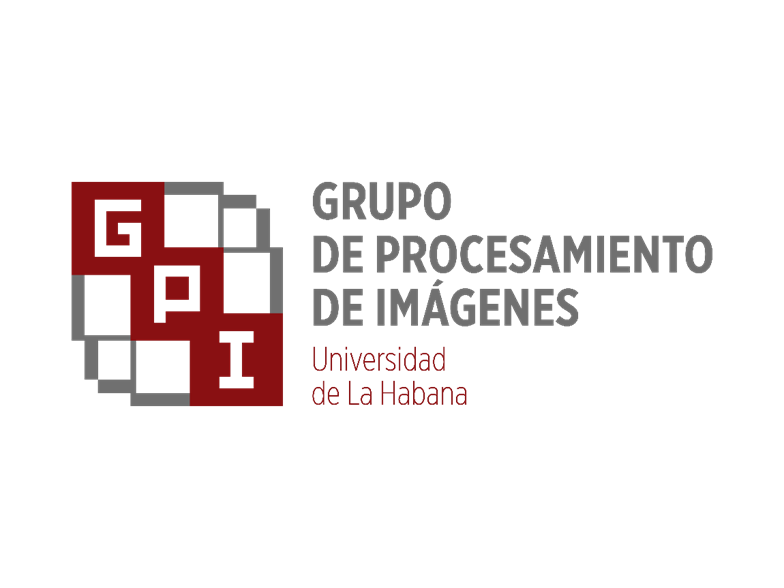 GPI
GRUPO
DE PROCESAMIENTO
DE IMÁGENES
Universidad
de La Habana